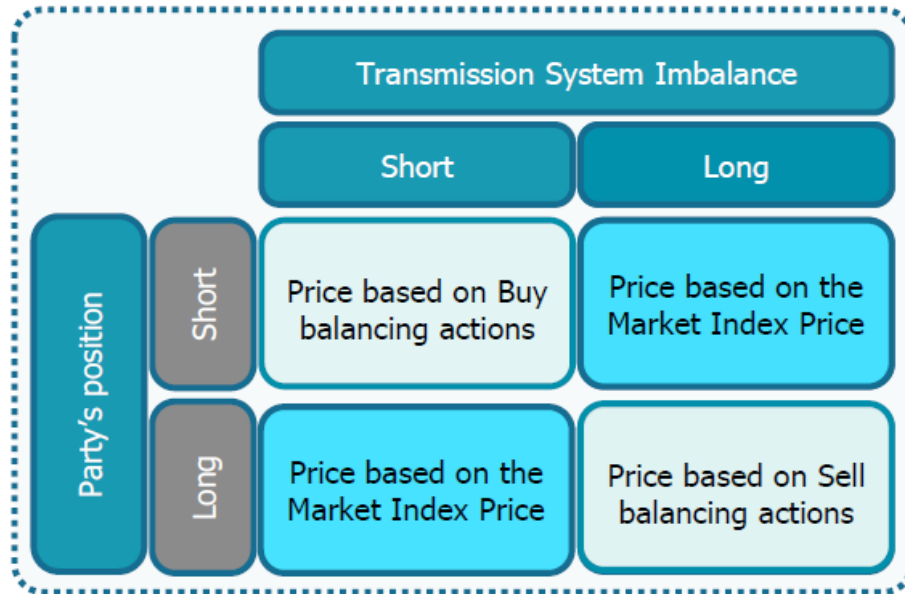 Transmission System Imbalance
Short
Long
Party’s position
Short
Price based on Buy
balancing actions
Price based on the
Market Index Price
Long
Price based on the
Market Index Price
Price based on Sell
balancing actions